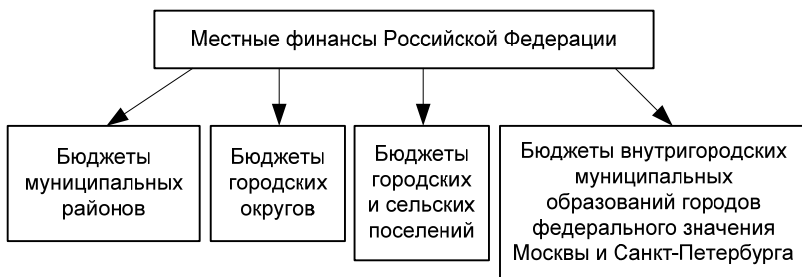 Местные финансы Российской Федерации
Бюджеты
муниципальных
районов
Бюджеты
городских
округов
Бюджеты
городских
и сельских
поселений
Бюджеты внутригородских
муниципальных
образований городов
федерального значения
Москвы и Санкт-Петербурга